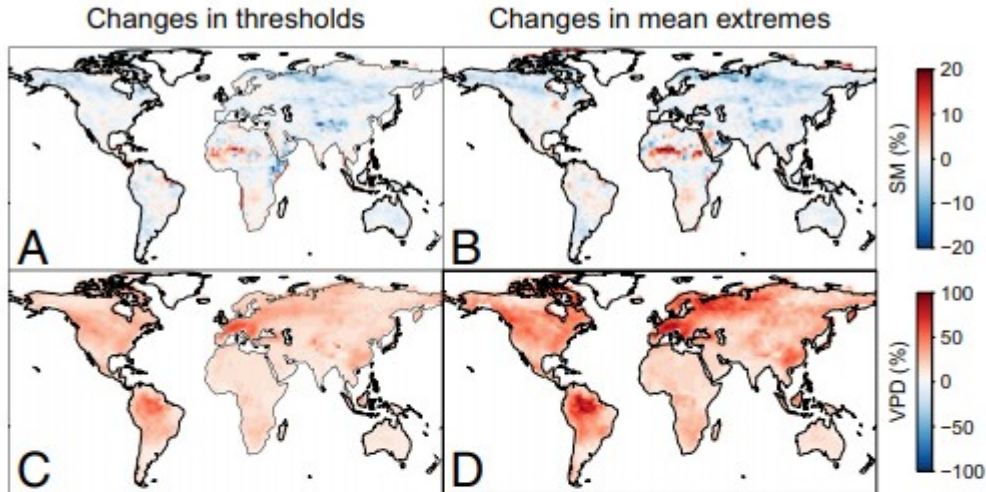 Changes in thresholds
Changes in mean extremes
A
B
20
10
0
−10
−20
SM (%)
C
D
100
50
0
−50
−100
VPD (%)